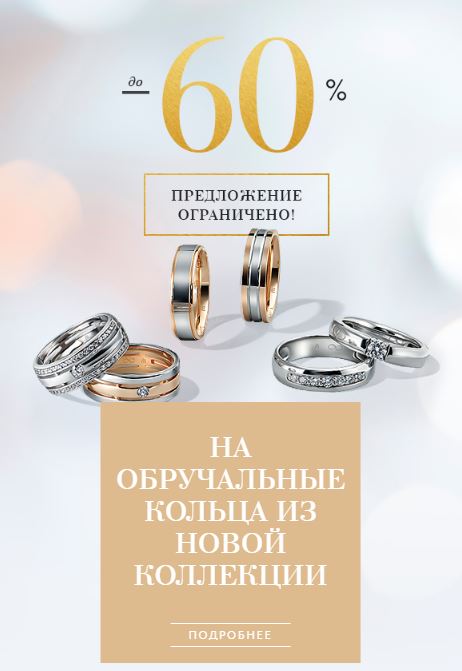 до
-60%
ПРЕДЛОЖЕНИЕ
ОГРАНИЧЕНО!
НА
ОБРУЧАЛЬНЫЕ
КОЛЬЦА ИЗ
НОВОЙ
КОЛЛЕКЦИИ
ПОДРОБНЕЕ